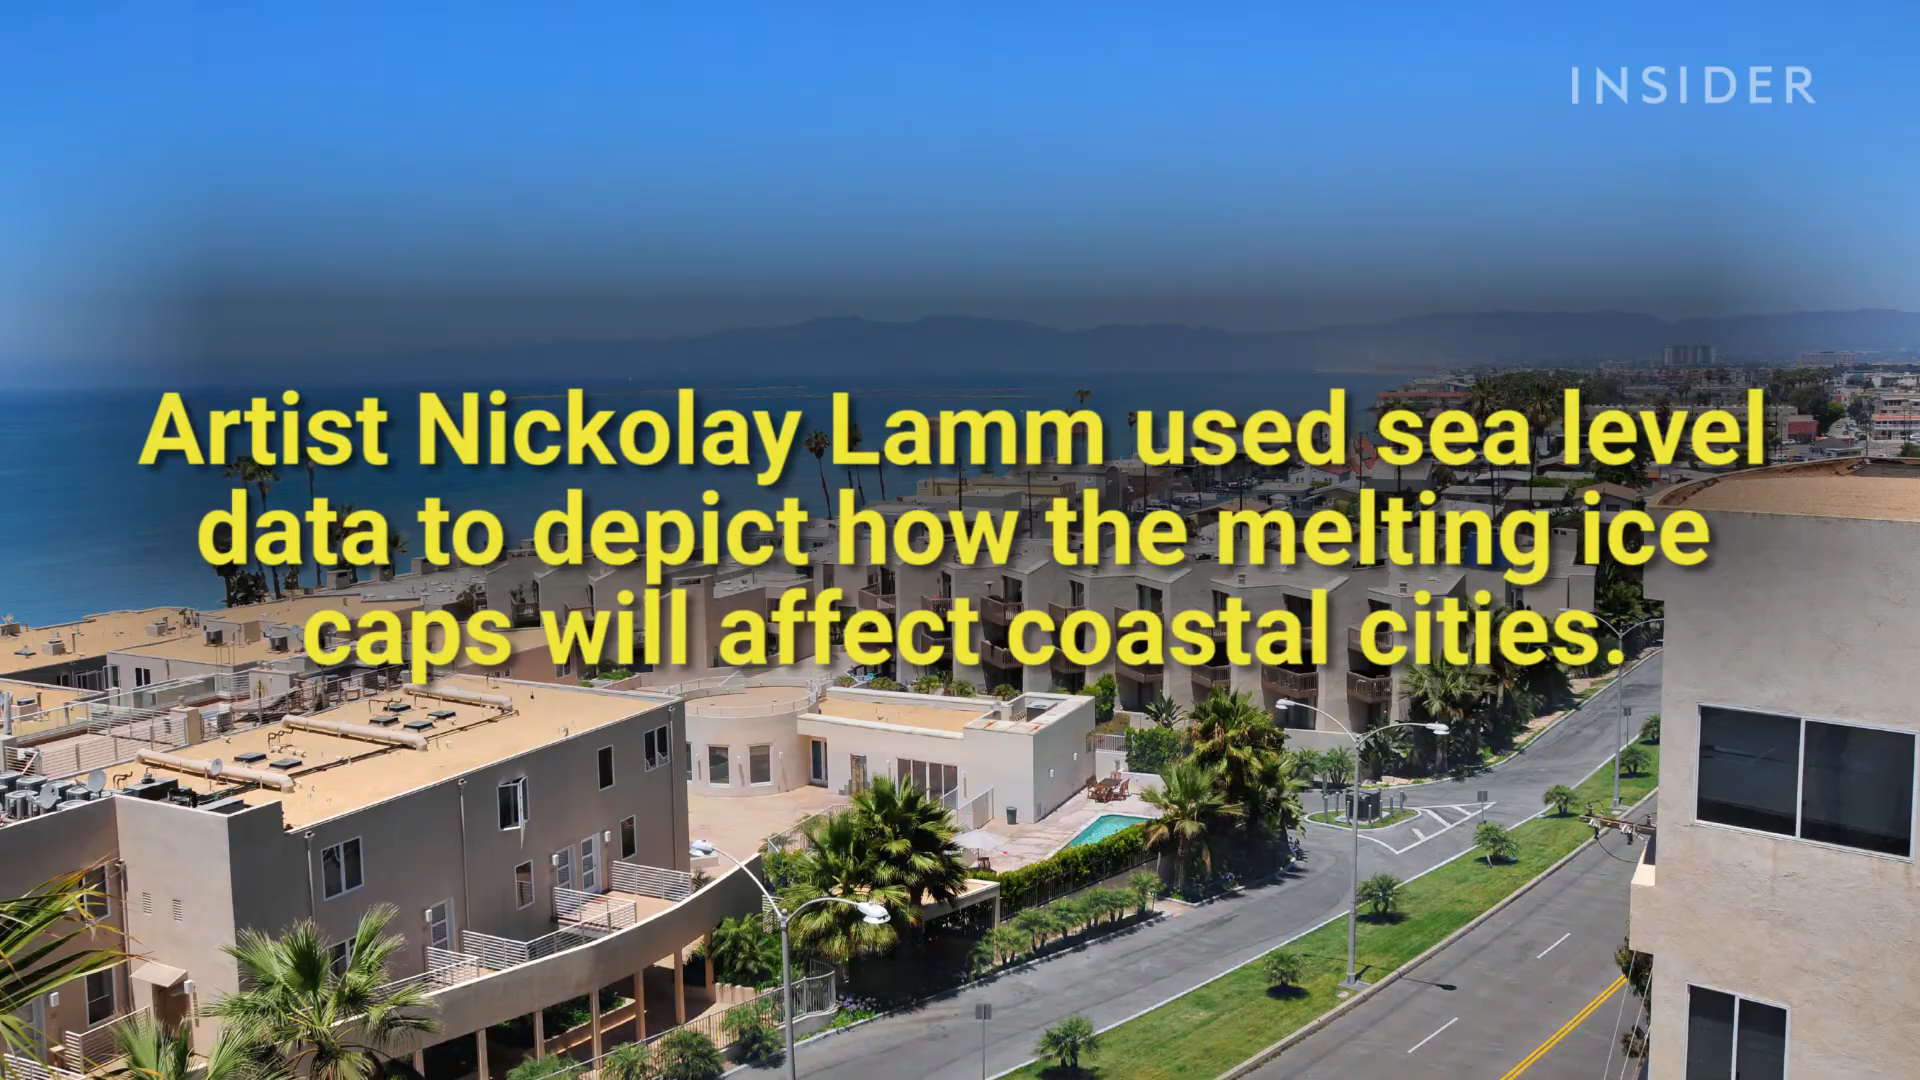 INSIDER
Artist Nickolay Lamm used sea level
data to depict how the melting ice
caps will affect coastal cities.